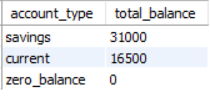 account_type total_balance
savings 31000
current 16500
zero_balance 0